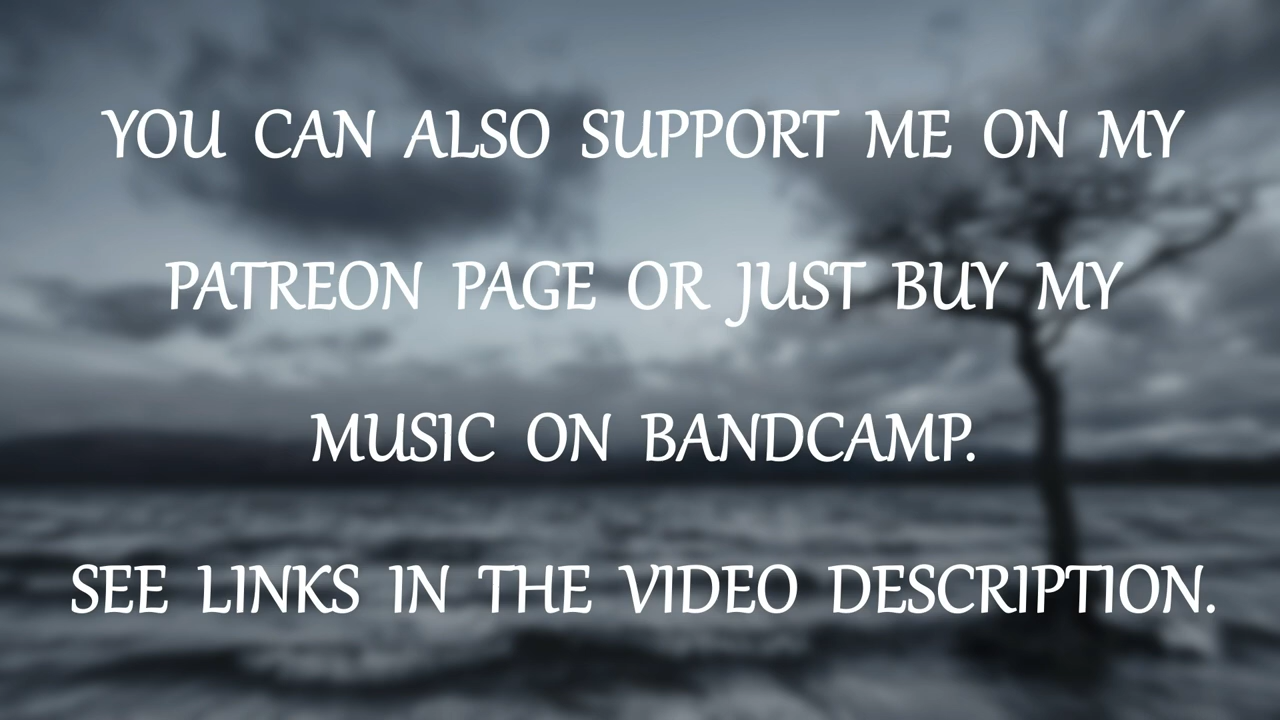 YOU CAN ALSO SUPPORT ME ON MY
PATREON PAGE OR JUST BUY MY
MUSIC ON BANDCAMP.
SEE LINKS IN THE VIDEO DESCRIPTION.